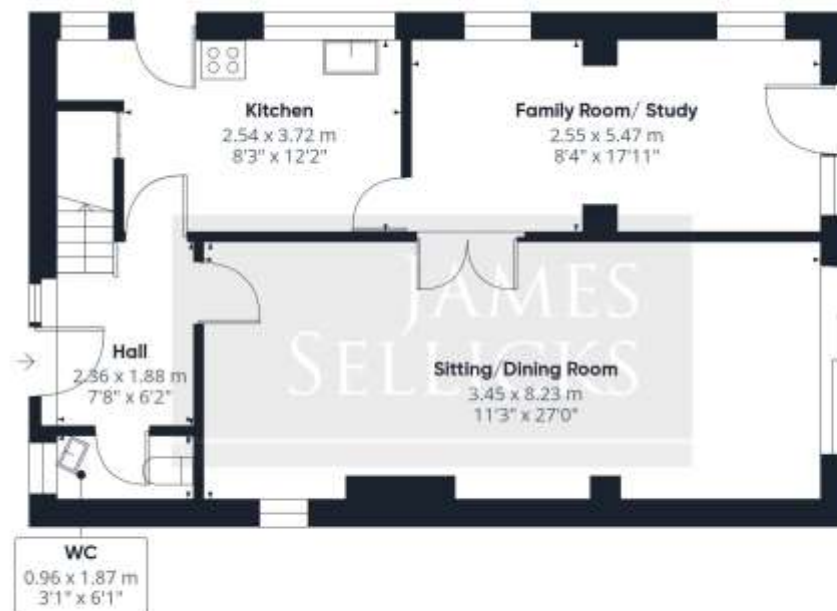 Kitchen
2.54 x 3.72 m
8'3" x 12'2"
Family Room/ Study
2.55 x 5.47 m
8'4" x 17'11"
JAMES
SELLICKS
Hall
2.36 x 1.88 m
7'8" x 6'2"
Sitting/Dining Room
3.45 x 8.23 m
11'3" x 27'0"
WC
0.96 x 1.87 m
3'1" x 6'1"